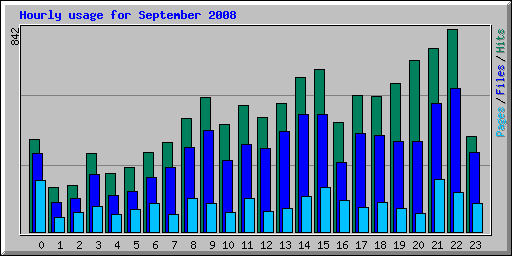 Hourly usage for September 2008
842
Pages / Files / Hits
0 1 2 3 4 5 6 7 8 9 10 11 12 13 14 15 16 17 18 19 20 21 22 23